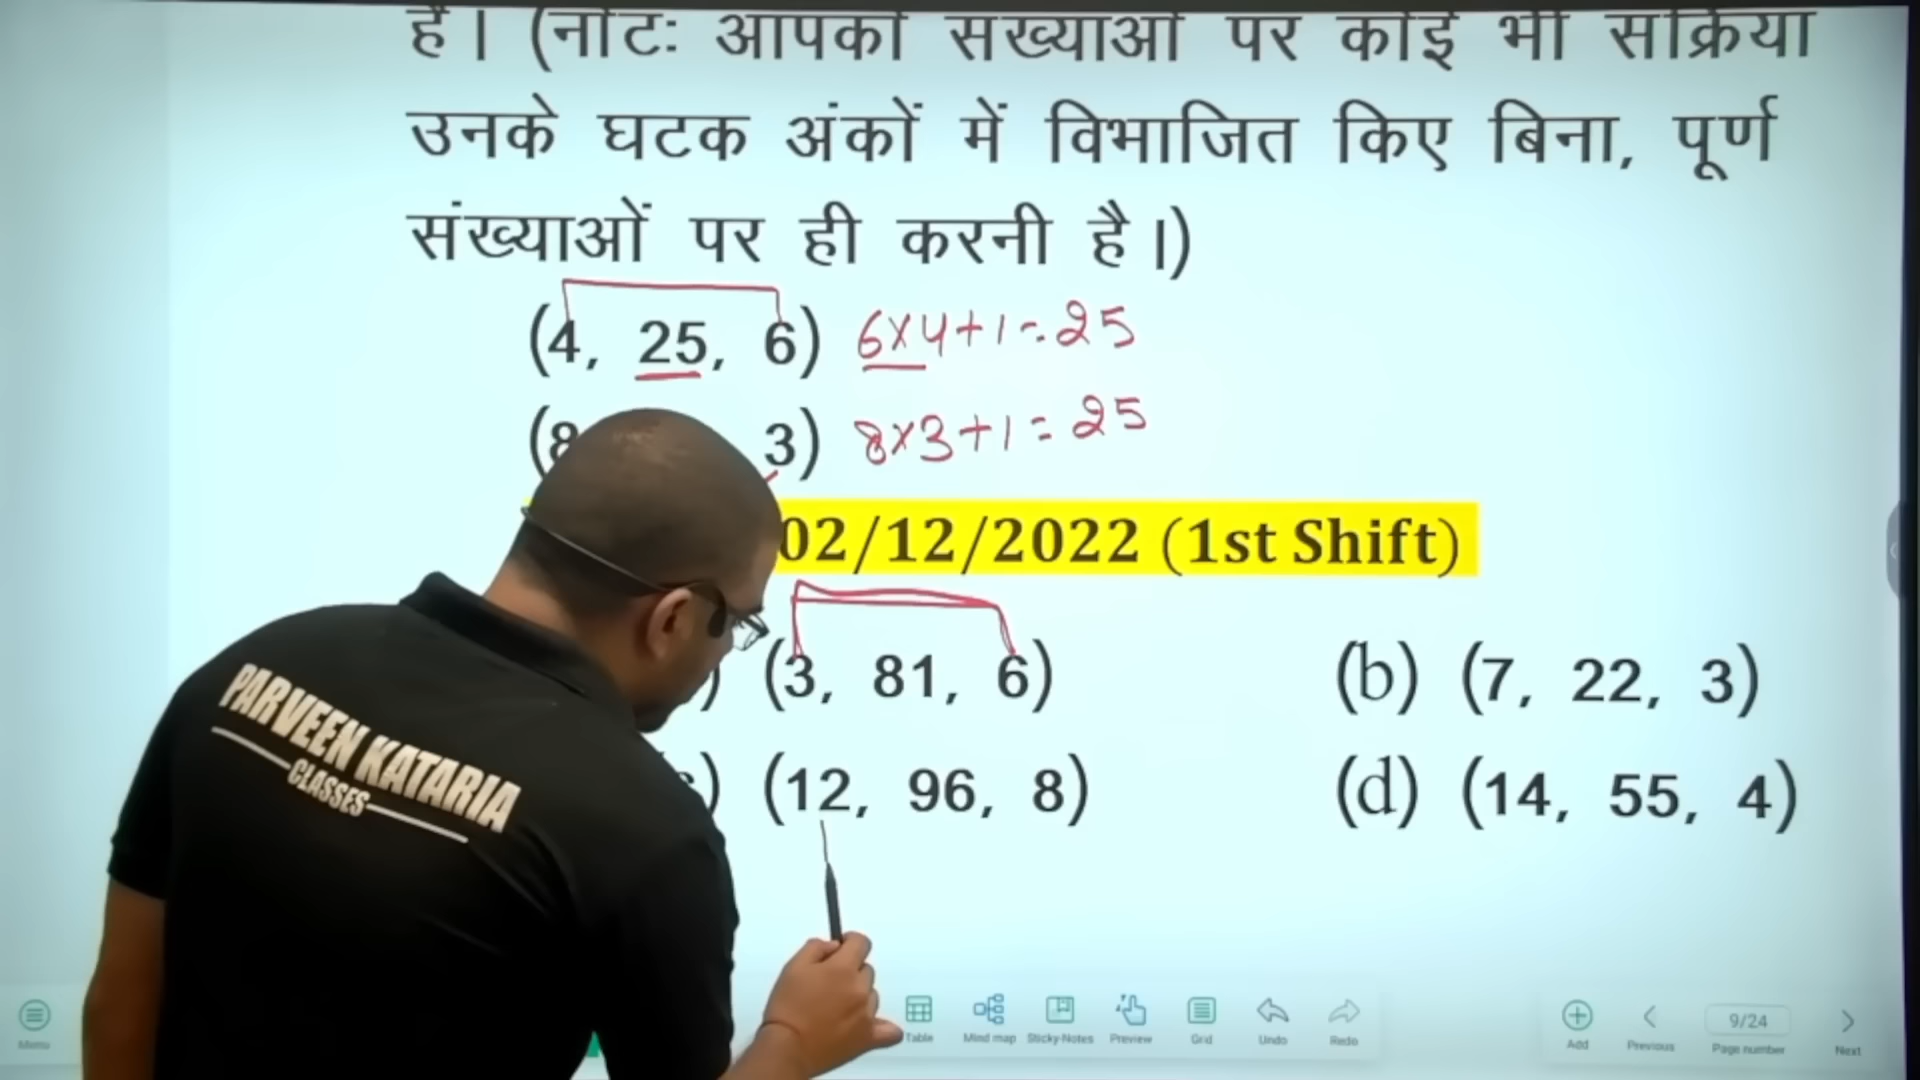 है। (नोटः आपको संख्याओं पर कोई भी संक्रिया
उनके घटक अंकों में विभाजित किए बिना, पूर्ण
संख्याओं पर ही करनी है।)
(4, 25, 6) 6×4+1=25
(8 3) 8×3+1=25
02/12/2022 (1st Shift)
(3, 81, 6) (b) (7, 22, 3)
(12, 96, 8) (d) (14, 55, 4)
PARVEEN KATARIA
CLASSES
Menu Table Mind map Sticky-Notes Preview Grid Undo Redo Add Previous 9/24 Page number Next